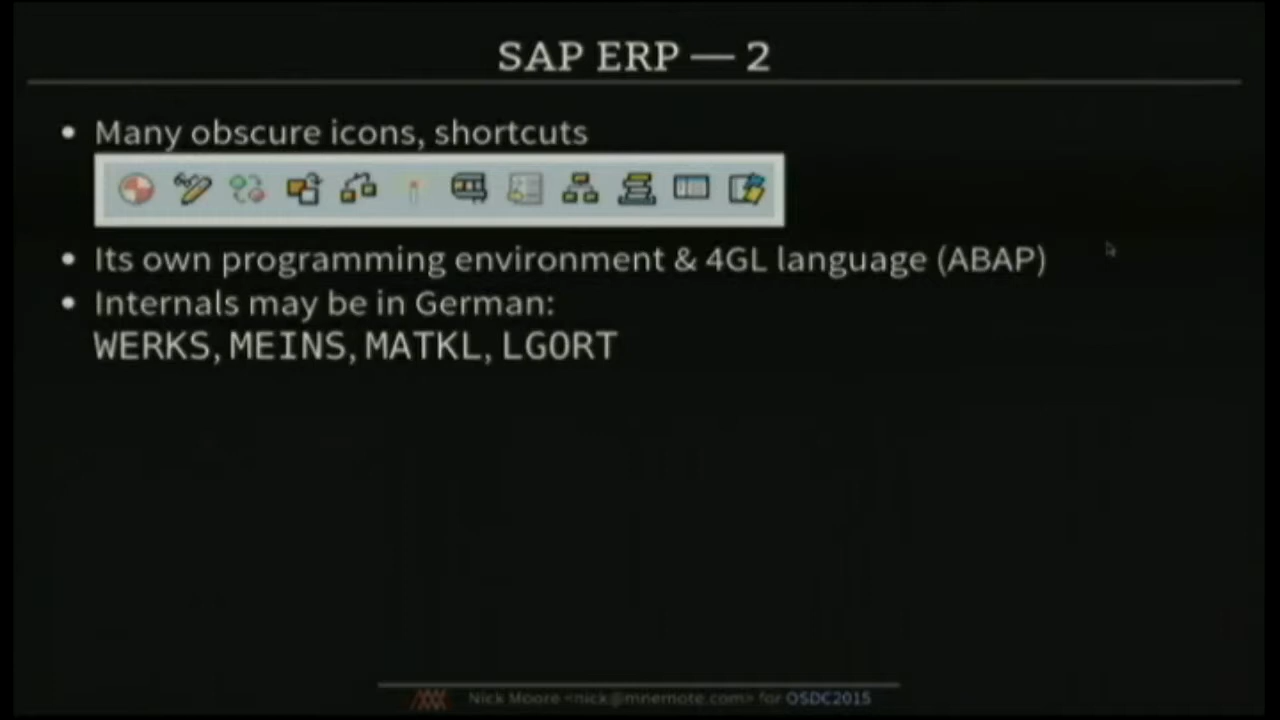 SAP ERP — 2
• Many obscure icons, shortcuts
• Its own programming environment & 4GL language (ABAP)
• Internals may be in German:
WERKS, MEINS, MATKL, LGORT
Nick Moore <nick@mnemote.com> for OSDC2015